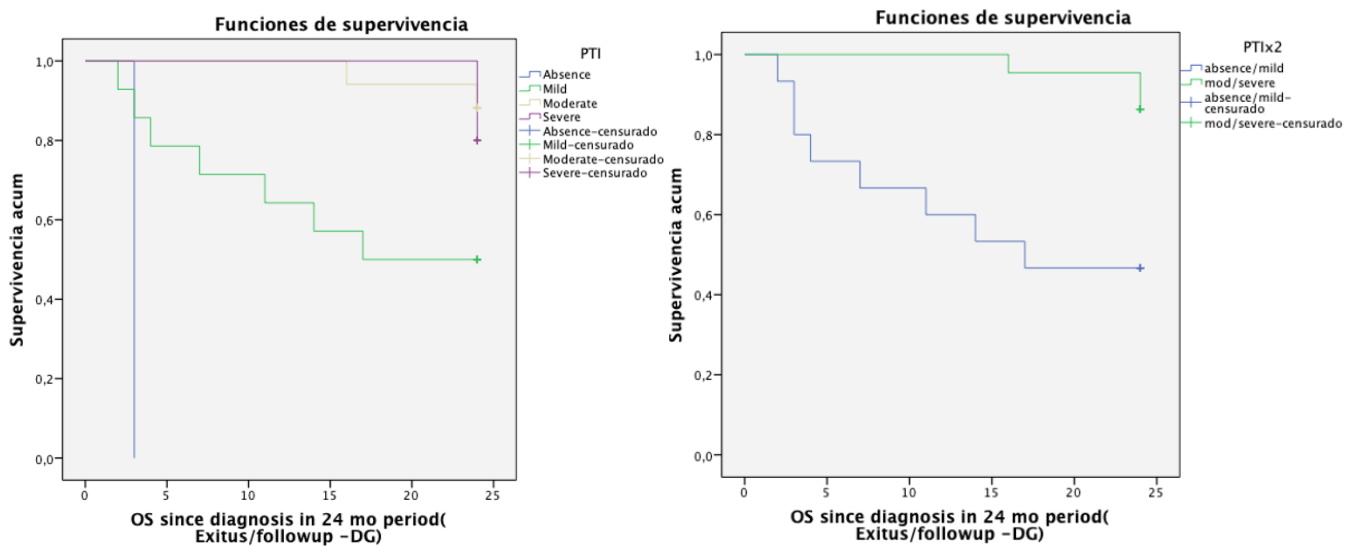 Funciones de supervivencia
PTI
Absence
Mild
Moderate
Severe
Absence-censurado
Mild-censurado
Moderate-censurado
Severe-censurado
Supervivencia acum
1,0
0,8
0,6
0,4
0,2
0,0
0 5 10 15 20 25
OS since diagnosis in 24 mo period(
Exitus/followup -DG)
Funciones de supervivencia
PTIx2
absence/mild
mod/severe
absence/mild-
censurado
mod/severe-censurado
Supervivencia acum
1,0
0,8
0,6
0,4
0,2
0,0
0 5 10 15 20 25
OS since diagnosis in 24 mo period(
Exitus/followup -DG)